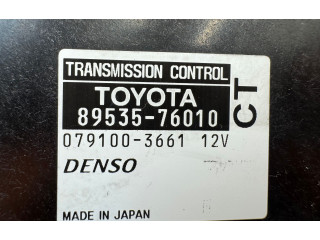 TRANSMISSION CONTROL
TOYOTA
89535-76010
079100-3661 12V
CT
DENSO
MADE IN JAPAN